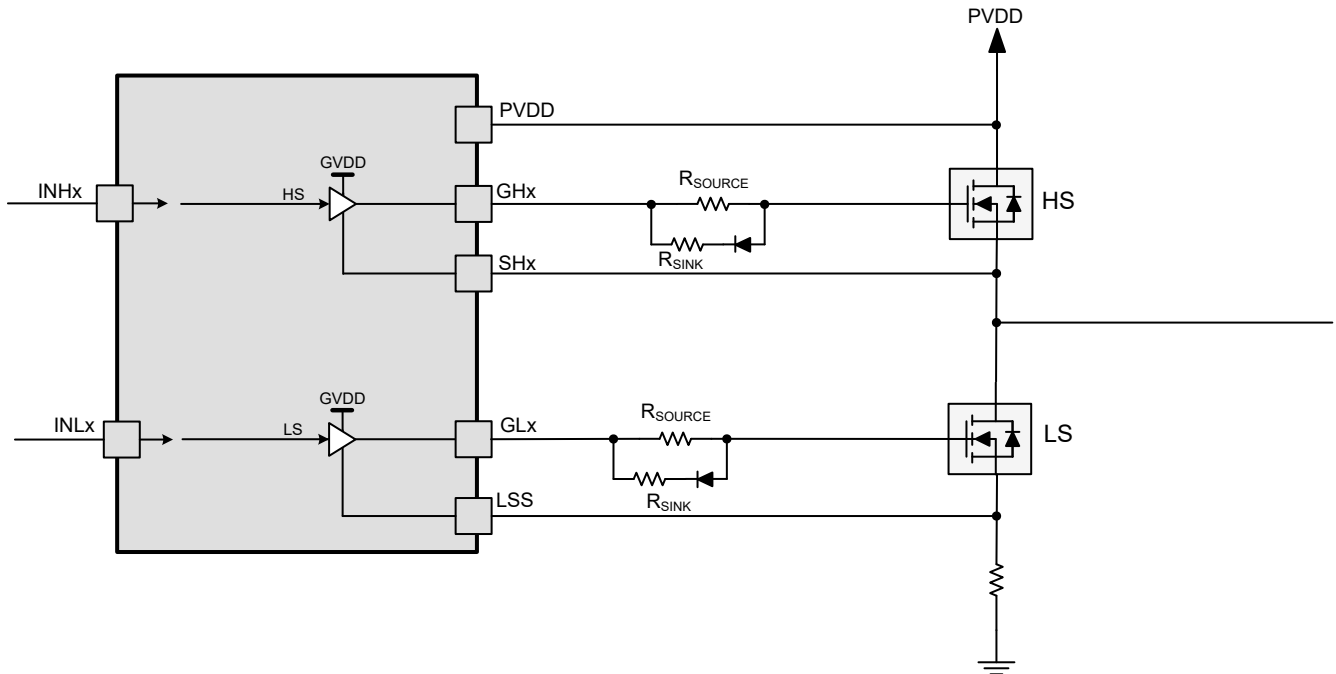 PVDD
PVDD
GVDD
INHx
HS
GHx
RSOURCE
HS
RSINK
SHx
GVDD
INLx
LS
GLx
RSOURCE
LS
RSINK
LSS